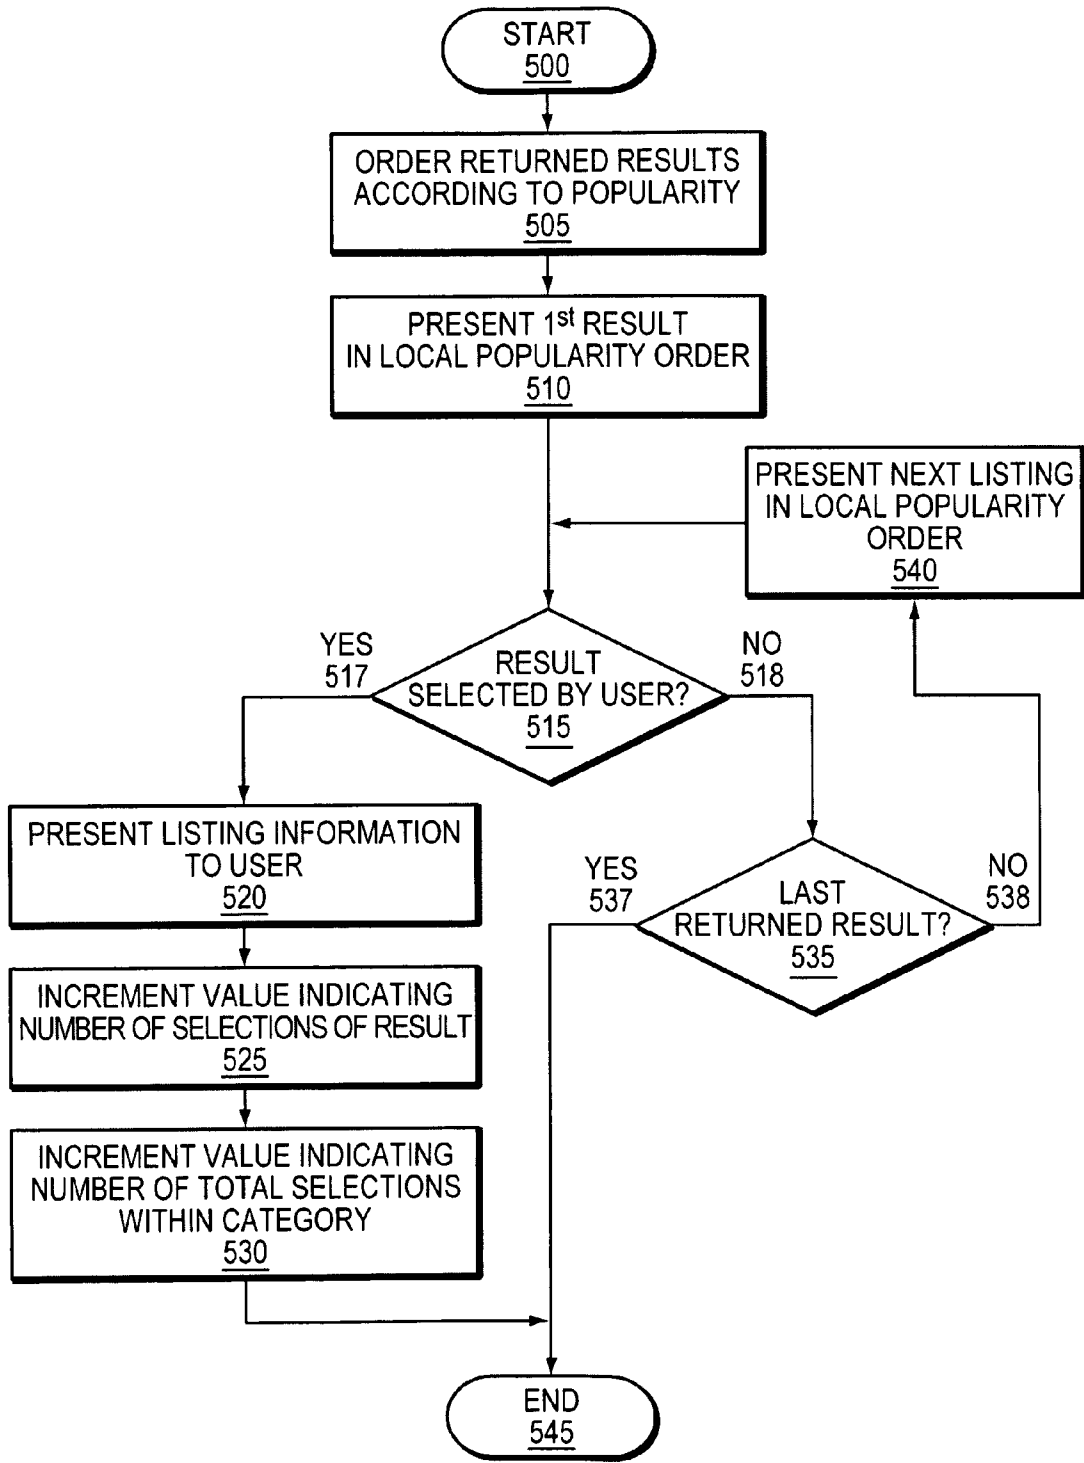 START
500
ORDER RETURNED RESULTS
ACCORDING TO POPULARITY
505
PRESENT 1st RESULT
IN LOCAL POPULARITY ORDER
510
PRESENT NEXT LISTING
IN LOCAL POPULARITY
ORDER
540
YES
517
RESULT
SELECTED BY USER?
515
NO
518
PRESENT LISTING INFORMATION
TO USER
520
YES
537
LAST
RETURNED RESULT?
535
NO
538
INCREMENT VALUE INDICATING
NUMBER OF SELECTIONS OF RESULT
525
INCREMENT VALUE INDICATING
NUMBER OF TOTAL SELECTIONS
WITHIN CATEGORY
530
END
545